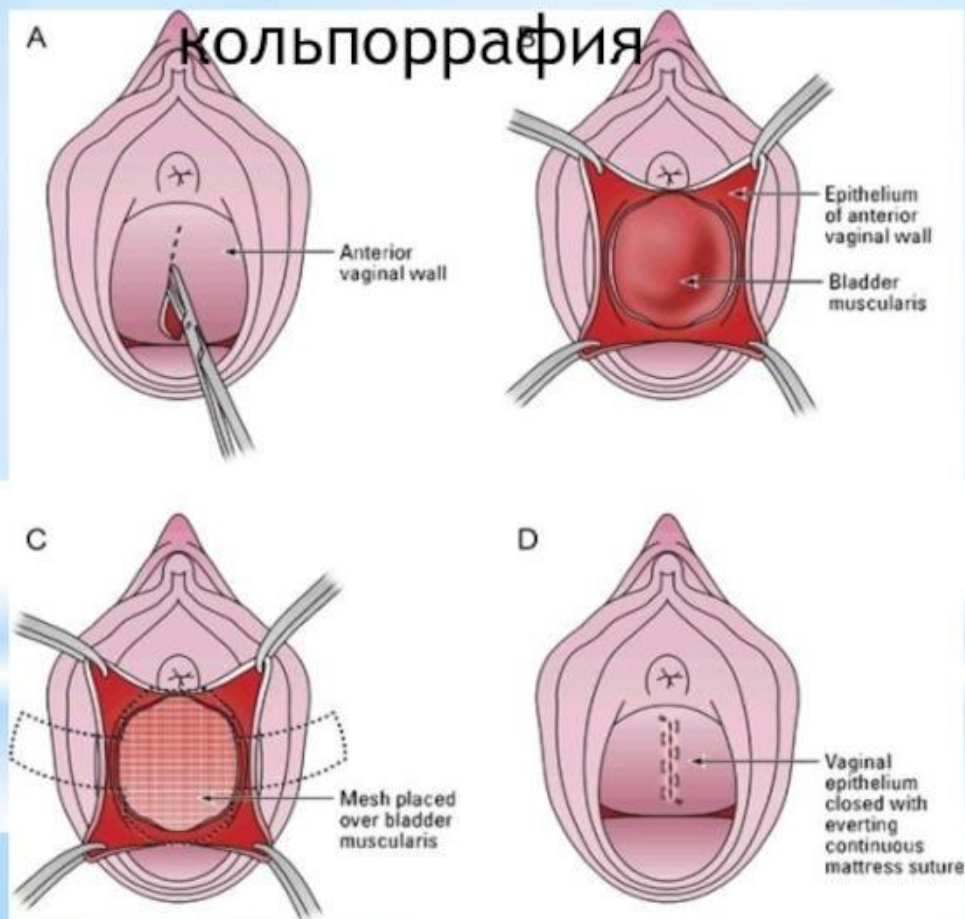 кольпоррафия
A
B
Anterior
vaginal wall
Epithelium
of anterior
vaginal wall
Bladder
muscularis
C
D
Mesh placed
over bladder
muscularis
Vaginal
epithelium
closed with
everting
continuous
mattress suture